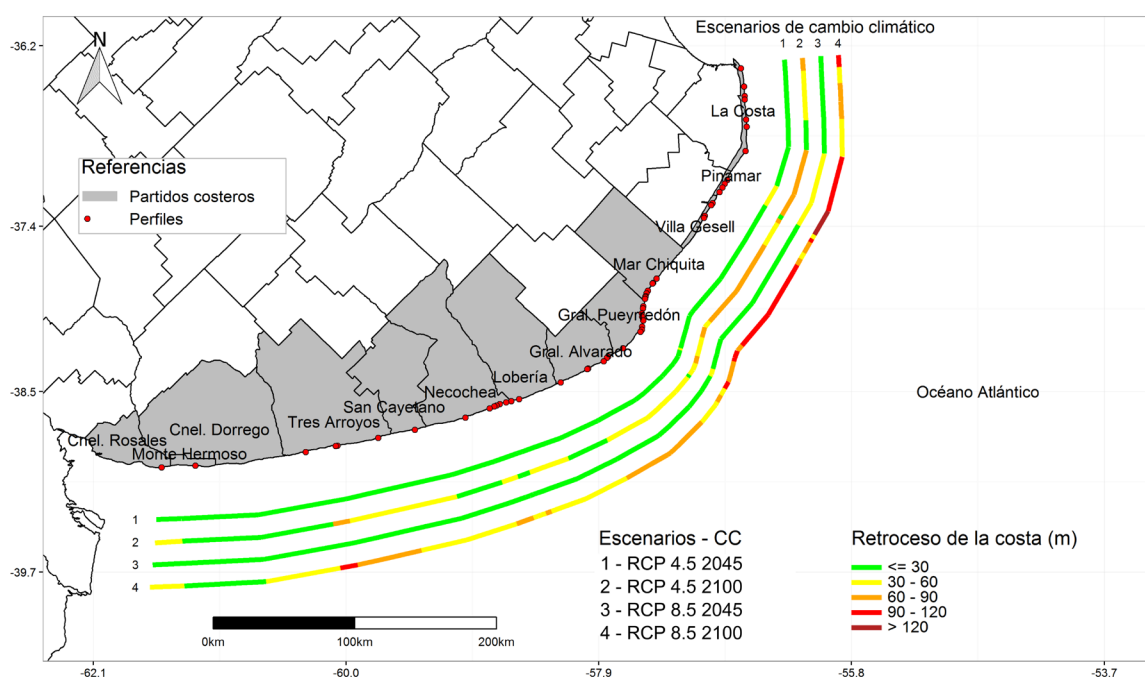 Escenarios de cambio climático
1 2 3 4
-36.2
N
La Costa
Referencias
Partidos costeros
Perfiles
Pinamar
-37.4
Villa Gesell
Mar Chiquita
Gral. Pueyrredón
Gral. Alvarado
Lobería
-38.5
Necochea
Océano Atlántico
San Cayetano
Tres Arroyos
Cnel. Dorrego
Cnel. Rosales
Monte Hermoso
1
2
3
4
Escenarios - CC
1 - RCP 4.5 2045
2 - RCP 4.5 2100
3 - RCP 8.5 2045
4 - RCP 8.5 2100
Retroceso de la costa (m)
<= 30
30 - 60
60 - 90
90 - 120
> 120
-39.7
0km 100km 200km
-62.1 -60.0 -57.9 -55.8 -53.7